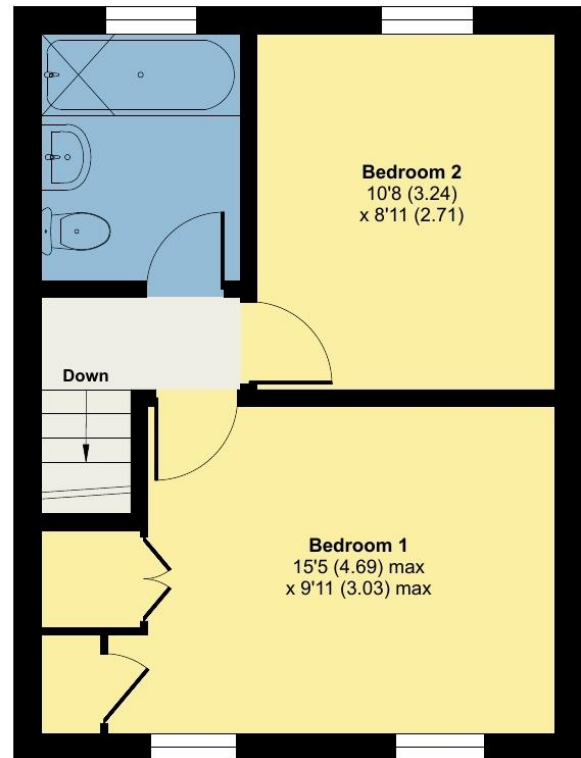 Bedroom 2
10'8 (3.24)
x 8'11 (2.71)
Down
Bedroom 1
15'5 (4.69) max
x 9'11 (3.03) max